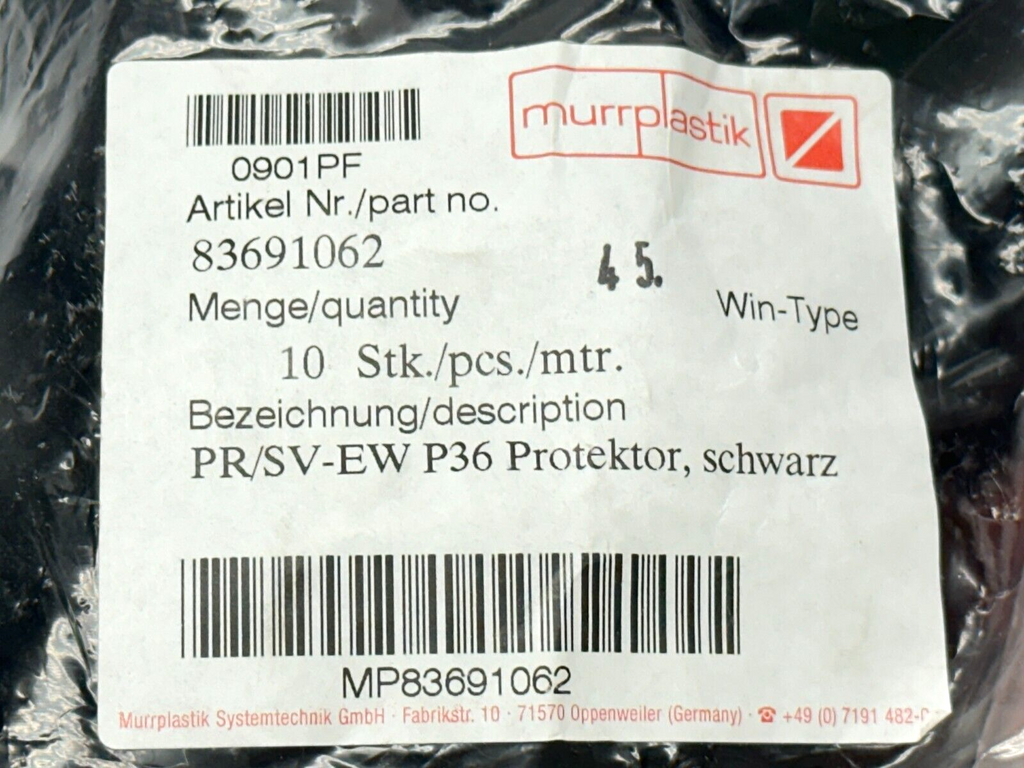 murrplastik
0901PF
Artikel Nr./part no.
83691062
45.
Menge/quantity
Win-Type
10 Stk./pcs./mtr.
Bezeichnung/description
PR/SV-EW P36 Protektor, schwarz
MP83691062
Murrplastik Systemtechnik GmbH · Fabrikstr. 10 · 71570 Oppenweiler (Germany) · ☎ +49 (0) 7191 482-